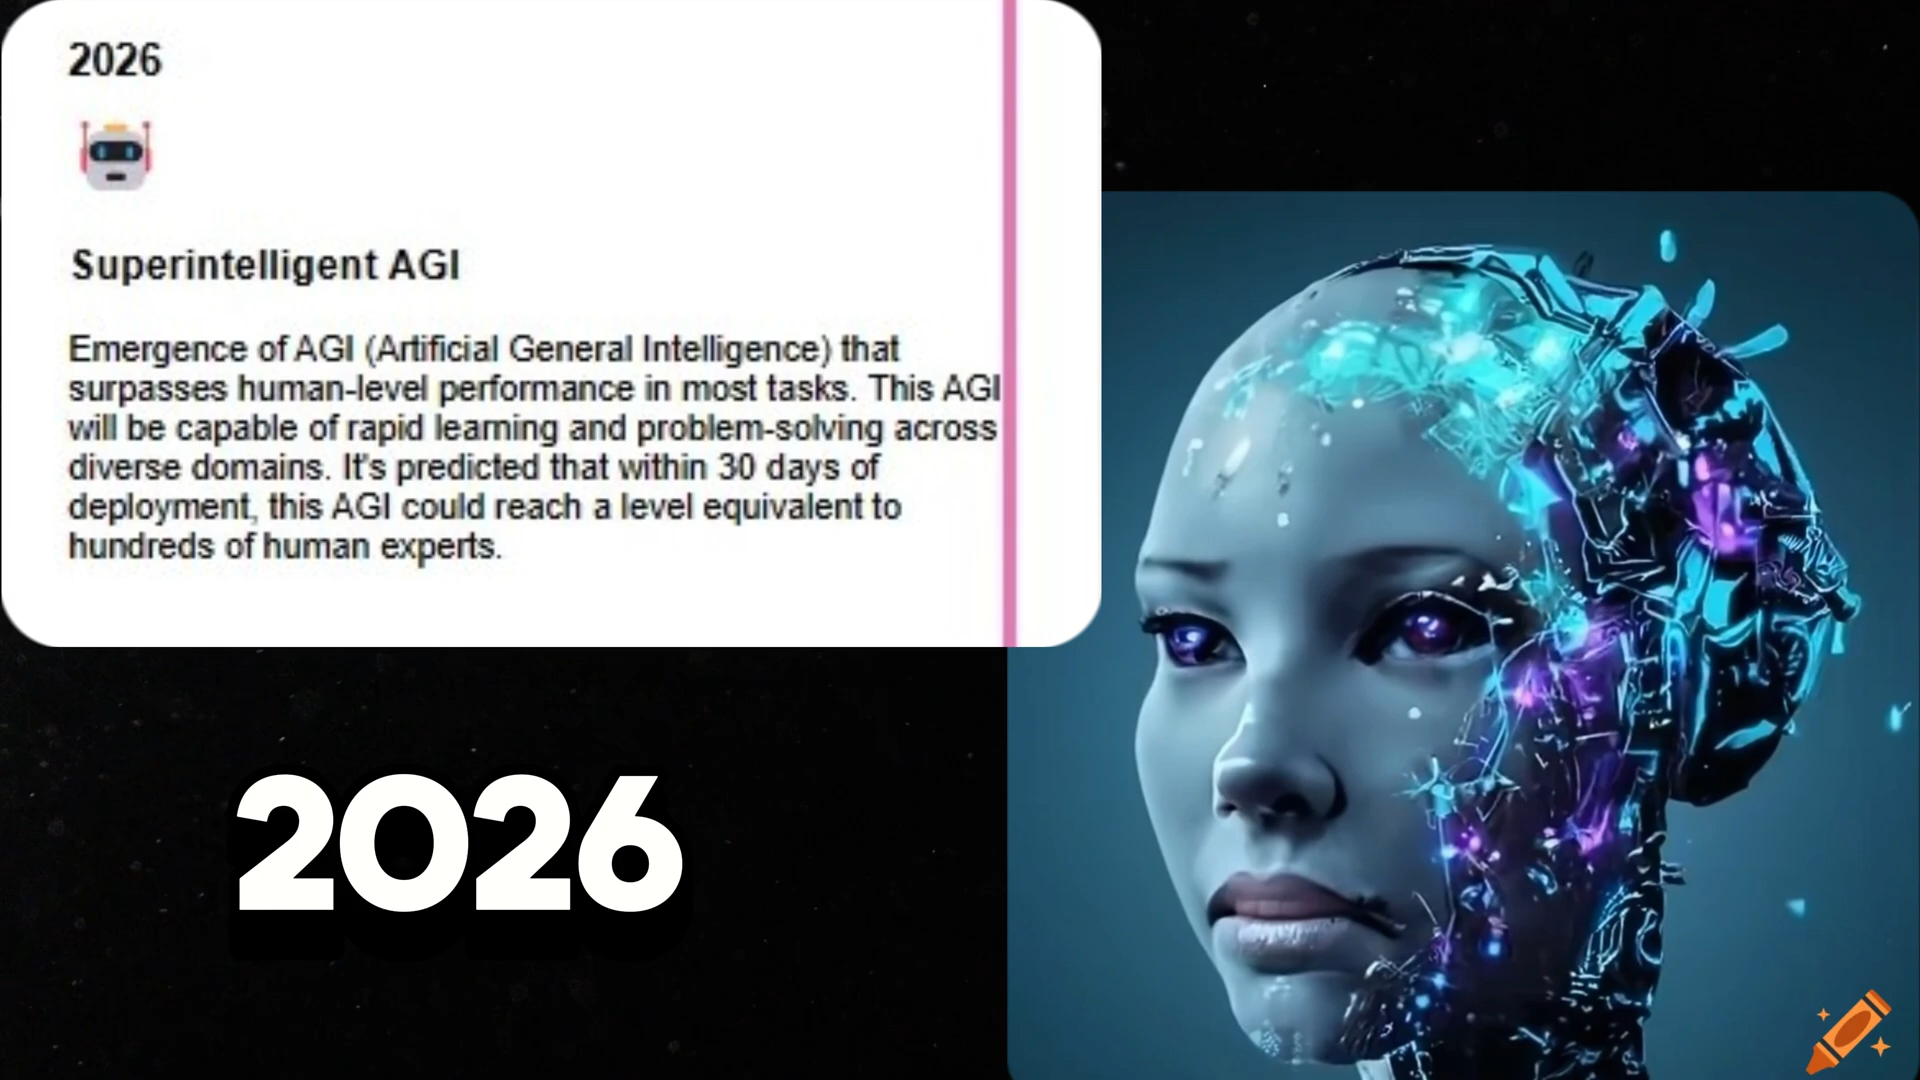 2026
Superintelligent AGI
Emergence of AGI (Artificial General Intelligence) that
surpasses human-level performance in most tasks. This AGI
will be capable of rapid learning and problem-solving across
diverse domains. It's predicted that within 30 days of
deployment, this AGI could reach a level equivalent to
hundreds of human experts.
2026